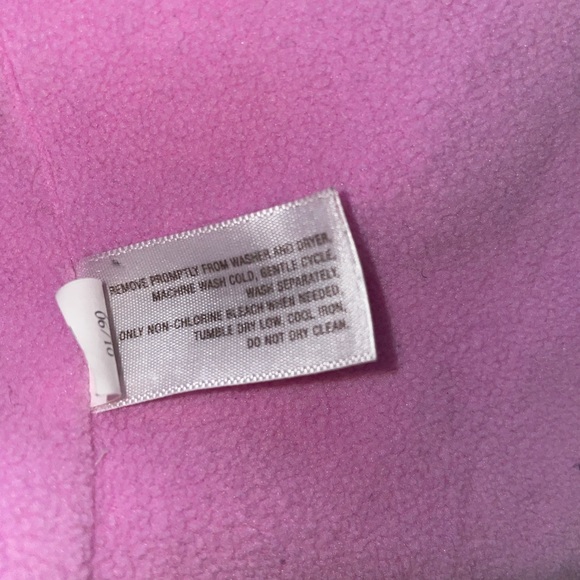 REMOVE PROMPTLY FROM WASHER AND DRYER.
MACHINE WASH COLD, GENTLE CYCLE,
WASH SEPARATELY.
ONLY NON-CHLORINE BLEACH WHEN NEEDED.
TUMBLE DRY LOW, COOL IRON,
DO NOT DRY CLEAN.